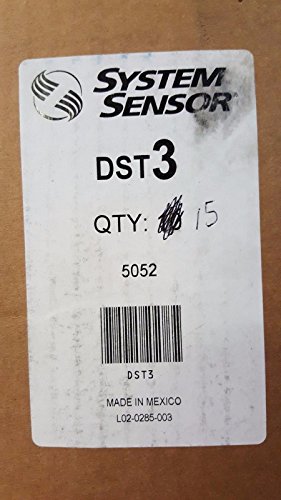 SYSTEM
SENSOR®
DST3
QTY: 15
5052
DST3
MADE IN MEXICO
L02-0285-003